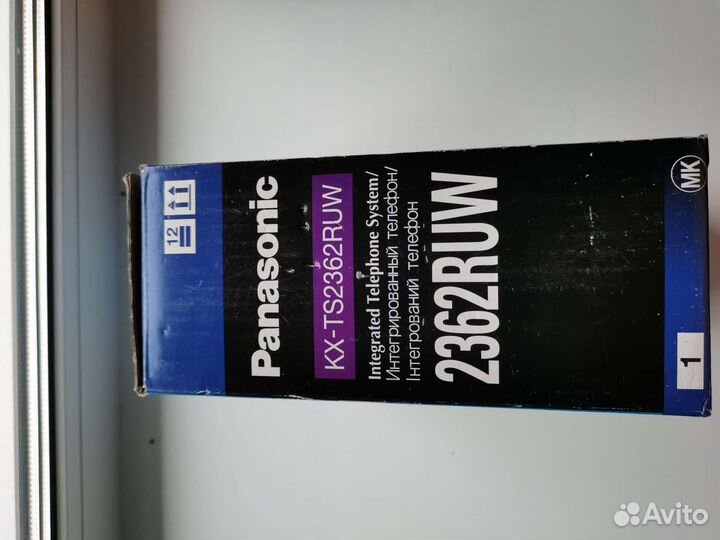 12
Panasonic
KX-TS2362RUW
Integrated Telephone System/
Интегрированный телефон/
Інтегрований телефон
2362RUW
1
MK
Avito